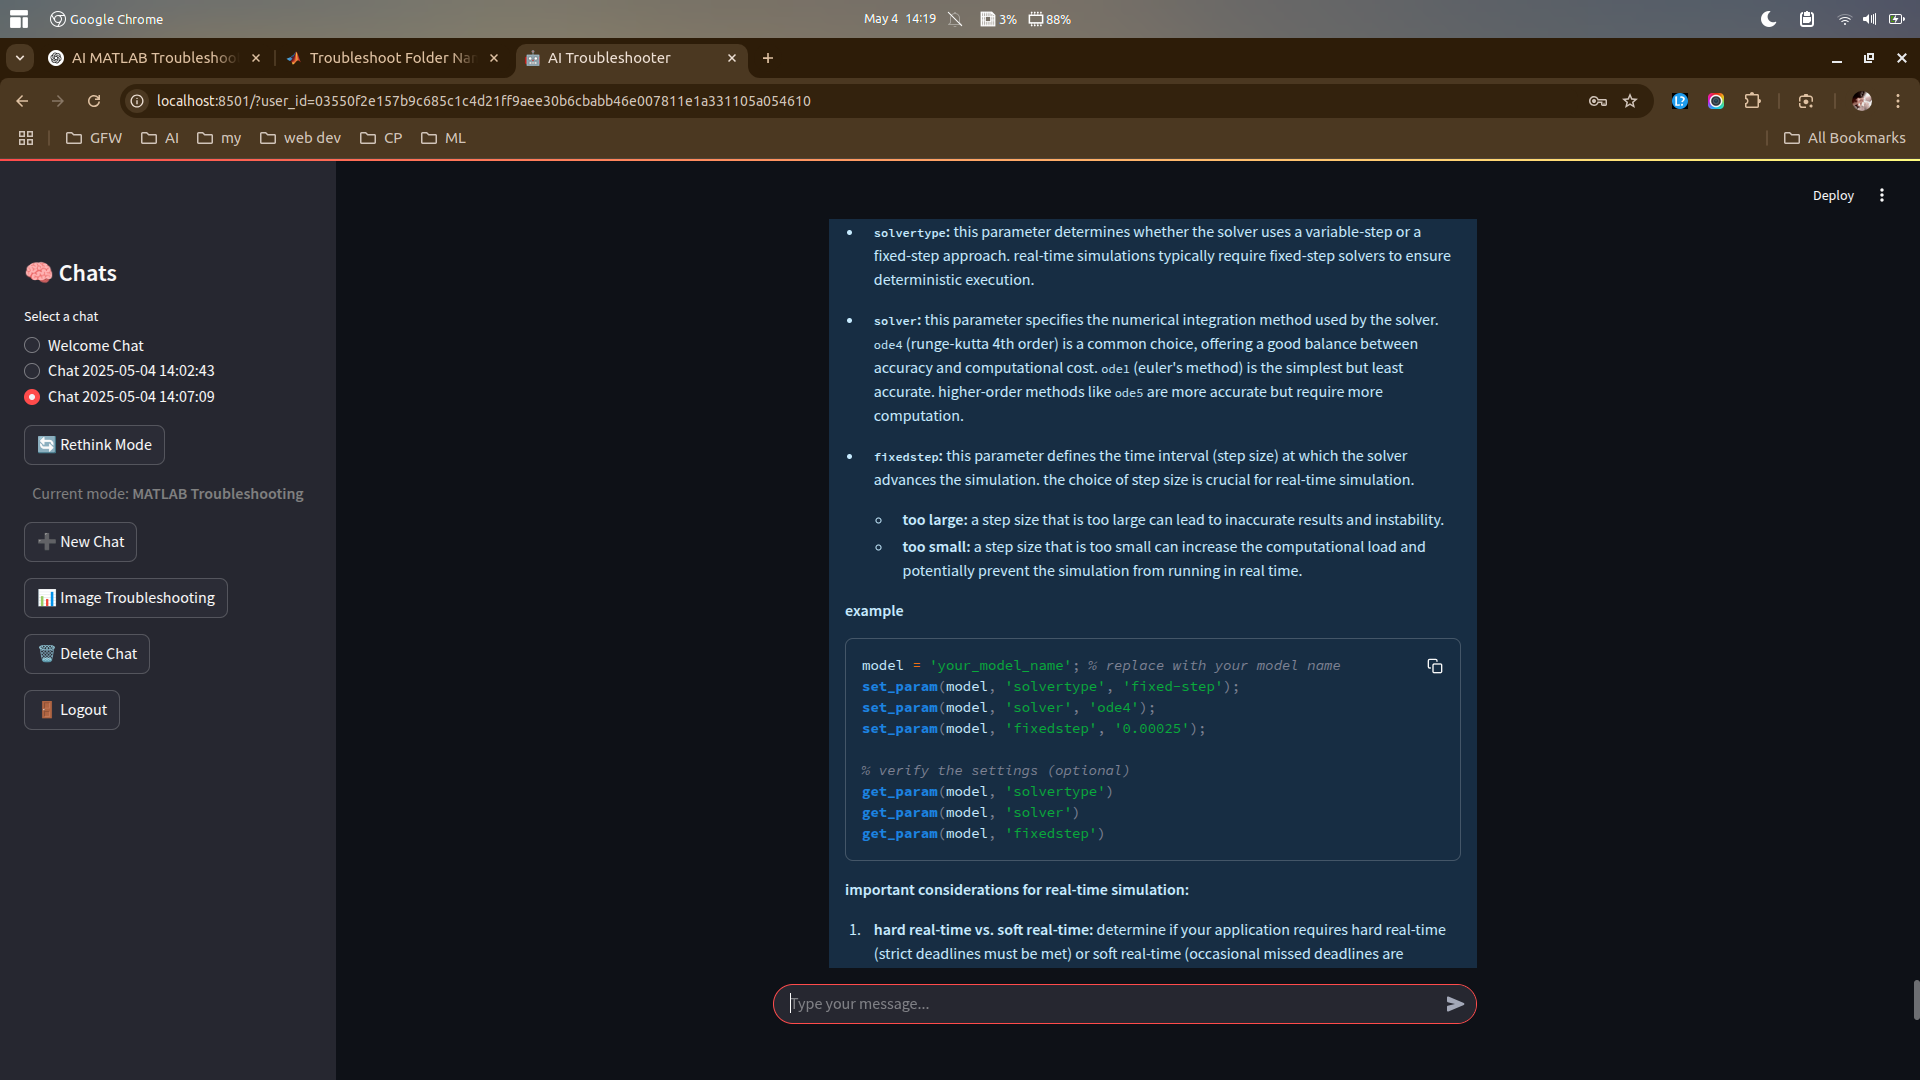 Google Chrome
May 4 14:19
3%
88%
AI MATLAB Troubleshoo
Troubleshoot Folder Nar
AI Troubleshooter
localhost:8501/?user_id=03550f2e157b9c685c1c4d21ff9aee30b6cbabb46e007811e1a331105a054610
GFW
AI
my
web dev
CP
ML
All Bookmarks
Deploy
Chats
Select a chat
Welcome Chat
Chat 2025-05-04 14:02:43
Chat 2025-05-04 14:07:09
Rethink Mode
Current mode: MATLAB Troubleshooting
New Chat
Image Troubleshooting
Delete Chat
Logout
solvertype: this parameter determines whether the solver uses a variable-step or a
fixed-step approach. real-time simulations typically require fixed-step solvers to ensure
deterministic execution.
solver: this parameter specifies the numerical integration method used by the solver.
ode4 (runge-kutta 4th order) is a common choice, offering a good balance between
accuracy and computational cost. ode1 (euler's method) is the simplest but least
accurate. higher-order methods like ode5 are more accurate but require more
computation.
fixedstep: this parameter defines the time interval (step size) at which the solver
advances the simulation. the choice of step size is crucial for real-time simulation.
too large: a step size that is too large can lead to inaccurate results and instability.
too small: a step size that is too small can increase the computational load and
potentially prevent the simulation from running in real time.
example
model = 'your_model_name'; % replace with your model name
set_param(model, 'solvertype', 'fixed-step');
set_param(model, 'solver', 'ode4');
set_param(model, 'fixedstep', '0.00025');
% verify the settings (optional)
get_param(model, 'solvertype')
get_param(model, 'solver')
get_param(model, 'fixedstep')
important considerations for real-time simulation:
1. hard real-time vs. soft real-time: determine if your application requires hard real-time
(strict deadlines must be met) or soft real-time (occasional missed deadlines are
Type your message...